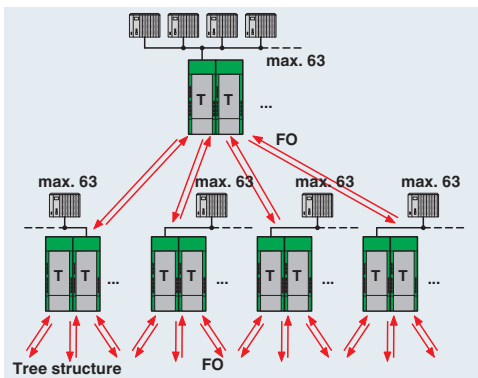 max. 63
T T ...
FO
max. 63 max. 63 max. 63 max. 63
T T ... T T ... T T ... T T ...
Tree structure FO